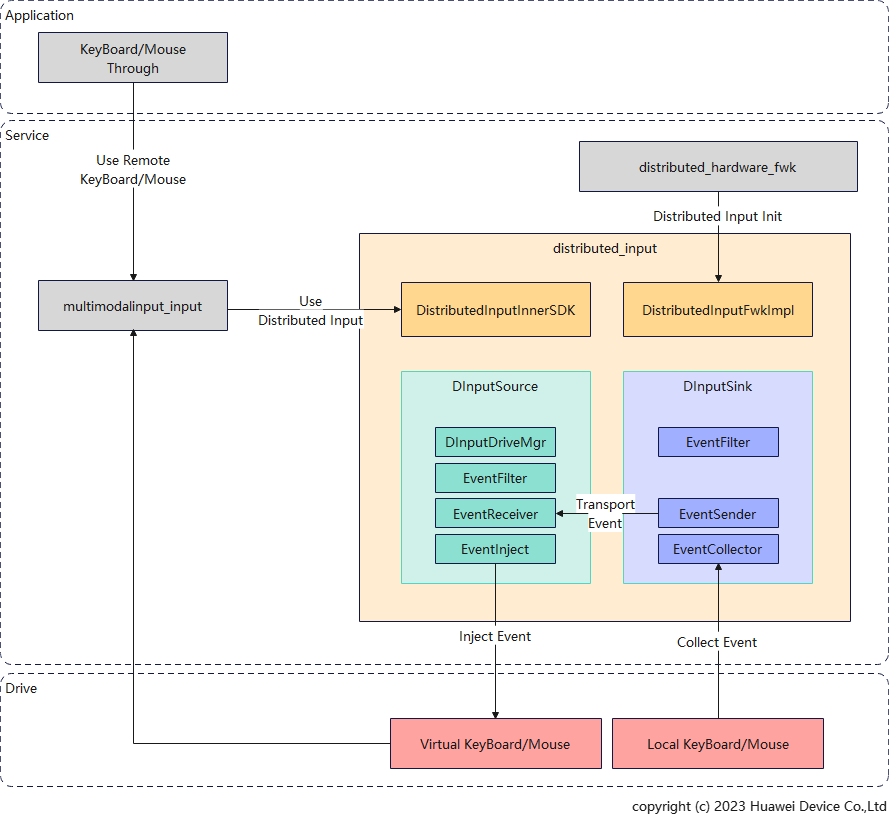 Application
KeyBoard/Mouse
Through
Service
Use Remote
KeyBoard/Mouse
distributed_hardware_fwk
Distributed Input Init
distributed_input
multimodalinput_input
Use
Distributed Input
DistributedInputInnerSDK
DistributedInputFwkImpl
DInputSource
DInputSink
DInputDriveMgr
EventFilter
EventFilter
EventReceiver
Transport
Event
EventSender
EventInject
EventCollector
Inject Event
Collect Event
Drive
Virtual KeyBoard/Mouse
Local KeyBoard/Mouse
copyright (c) 2023 Huawei Device Co.,Ltd